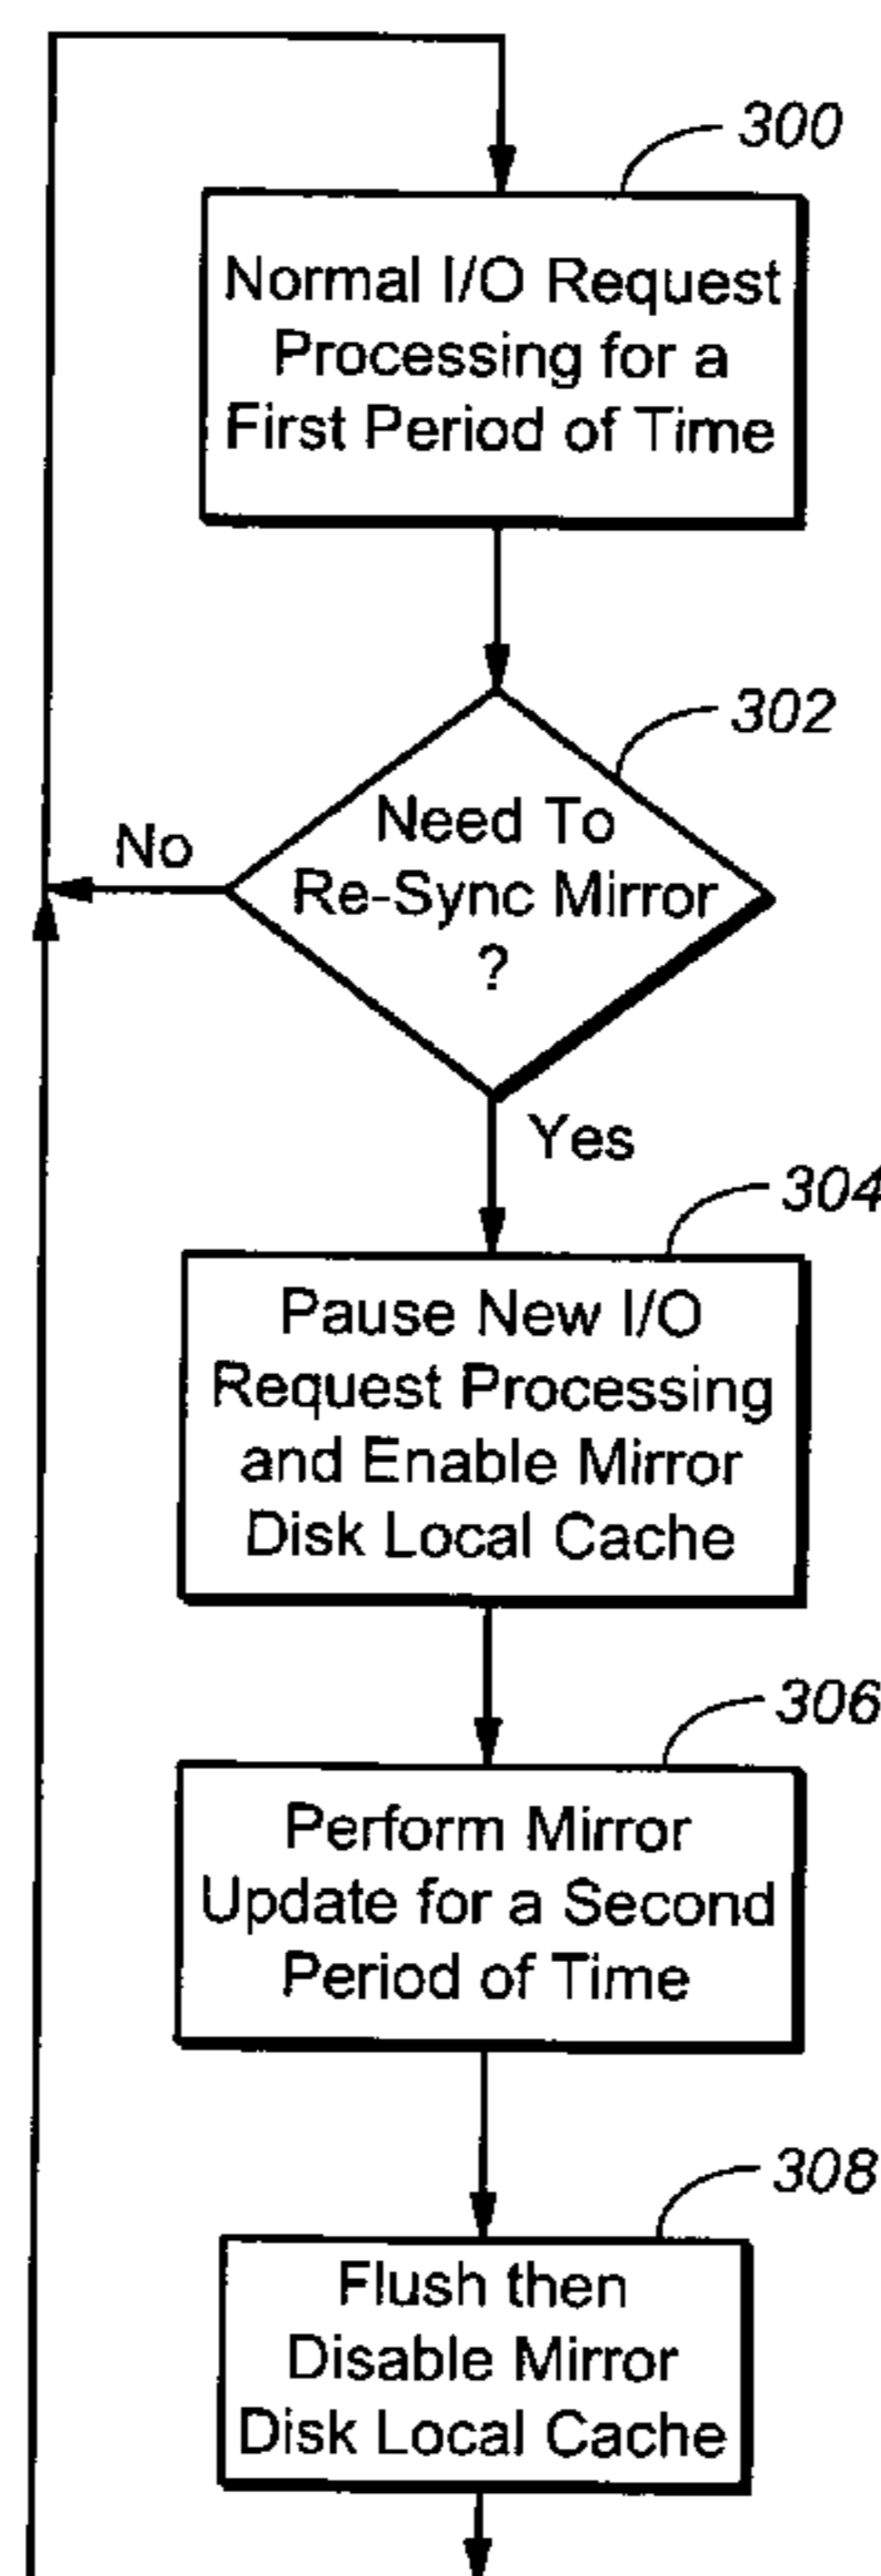 300
Normal I/O Request
Processing for a
First Period of Time
302
Need To
Re-Sync Mirror
?
No
Yes
304
Pause New I/O
Request Processing
and Enable Mirror
Disk Local Cache
306
Perform Mirror
Update for a Second
Period of Time
308
Flush then
Disable Mirror
Disk Local Cache